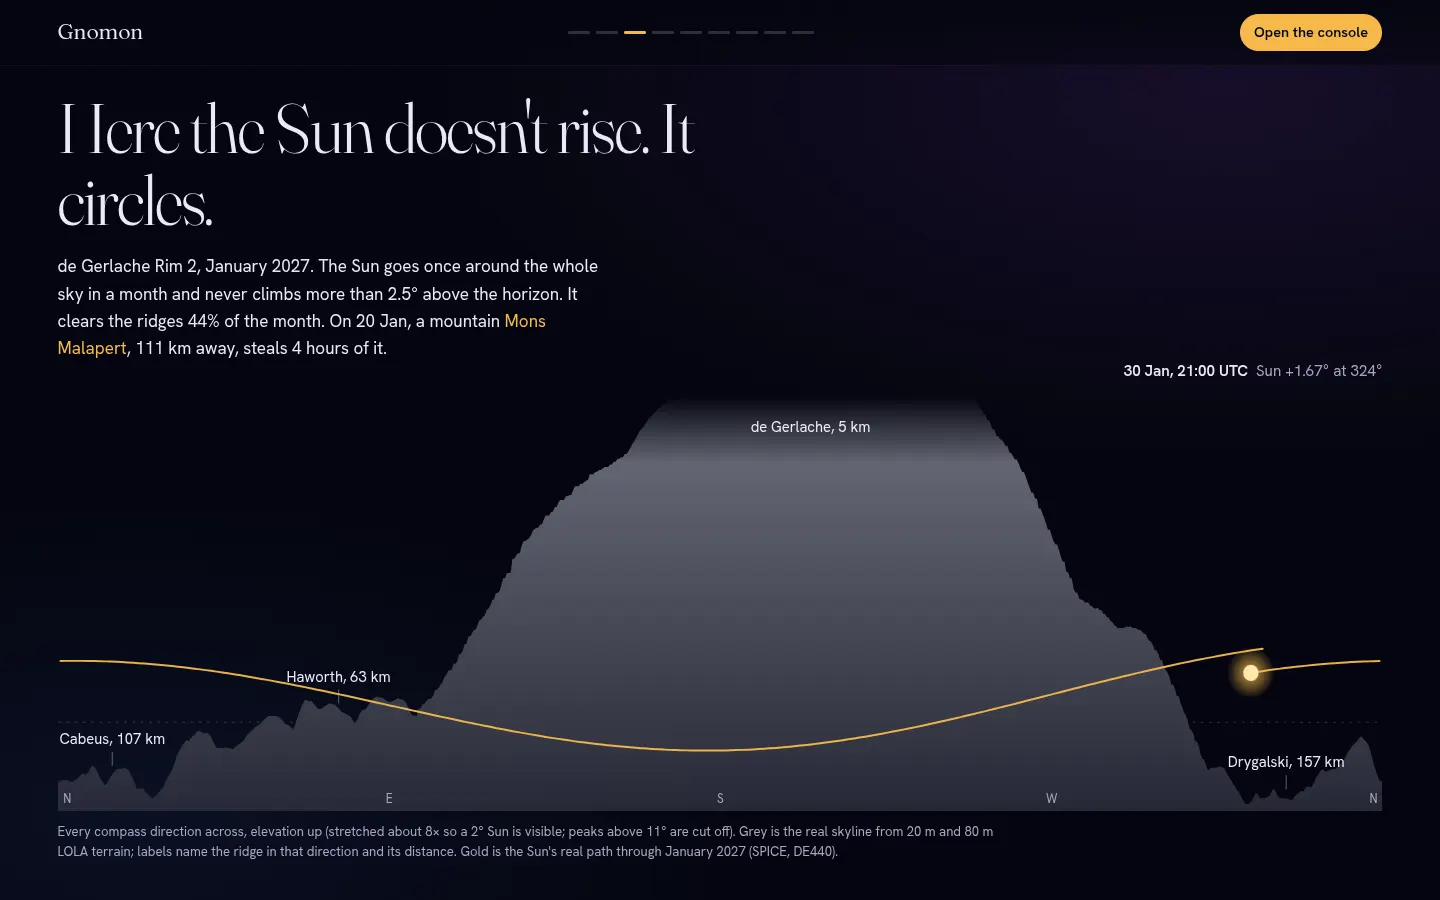 Gnomon
Open the console
Here the Sun doesn't rise. It
circles.
de Gerlache Rim 2, January 2027. The Sun goes once around the whole
sky in a month and never climbs more than 2.5° above the horizon. It
clears the ridges 44% of the month. On 20 Jan, a mountain Mons
Malapert, 111 km away, steals 4 hours of it.
30 Jan, 21:00 UTC Sun +1.67° at 324°
de Gerlache, 5 km
Haworth, 63 km
Cabeus, 107 km
Drygalski, 157 km
N E S W N
Every compass direction across, elevation up (stretched about 8× so a 2° Sun is visible; peaks above 11° are cut off). Grey is the real skyline from 20 m and 80 m
LOLA terrain; labels name the ridge in that direction and its distance. Gold is the Sun's real path through January 2027 (SPICE, DE440).